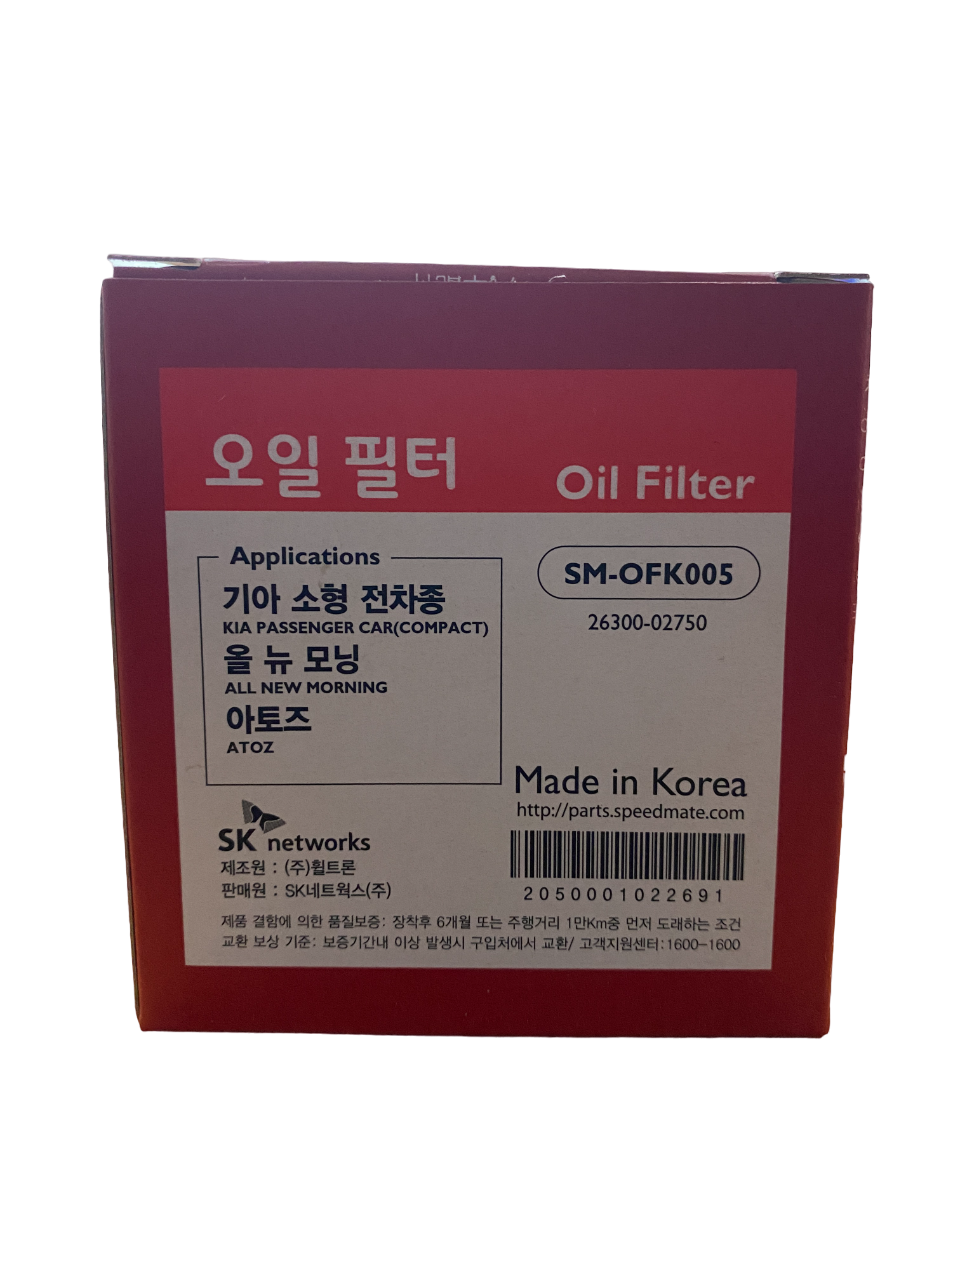 오일 필터
Oil Filter
Applications
기아 소형 전차종
KIA PASSENGER CAR(COMPACT)
올 뉴 모닝
ALL NEW MORNING
아토즈
ATOZ
SM-OFK005
26300-02750
Made in Korea
http://parts.speedmate.com
2050001022691
SK networks
제조원 : (주)휠트론
판매원 : SK네트웍스(주)
제품 결함에 의한 품질보증: 장착후 6개월 또는 주행거리 1만Km중 먼저 도래하는 조건
교환 보상 기준: 보증기간내 이상 발생시 구입처에서 교환/ 고객지원센터:1600-1600